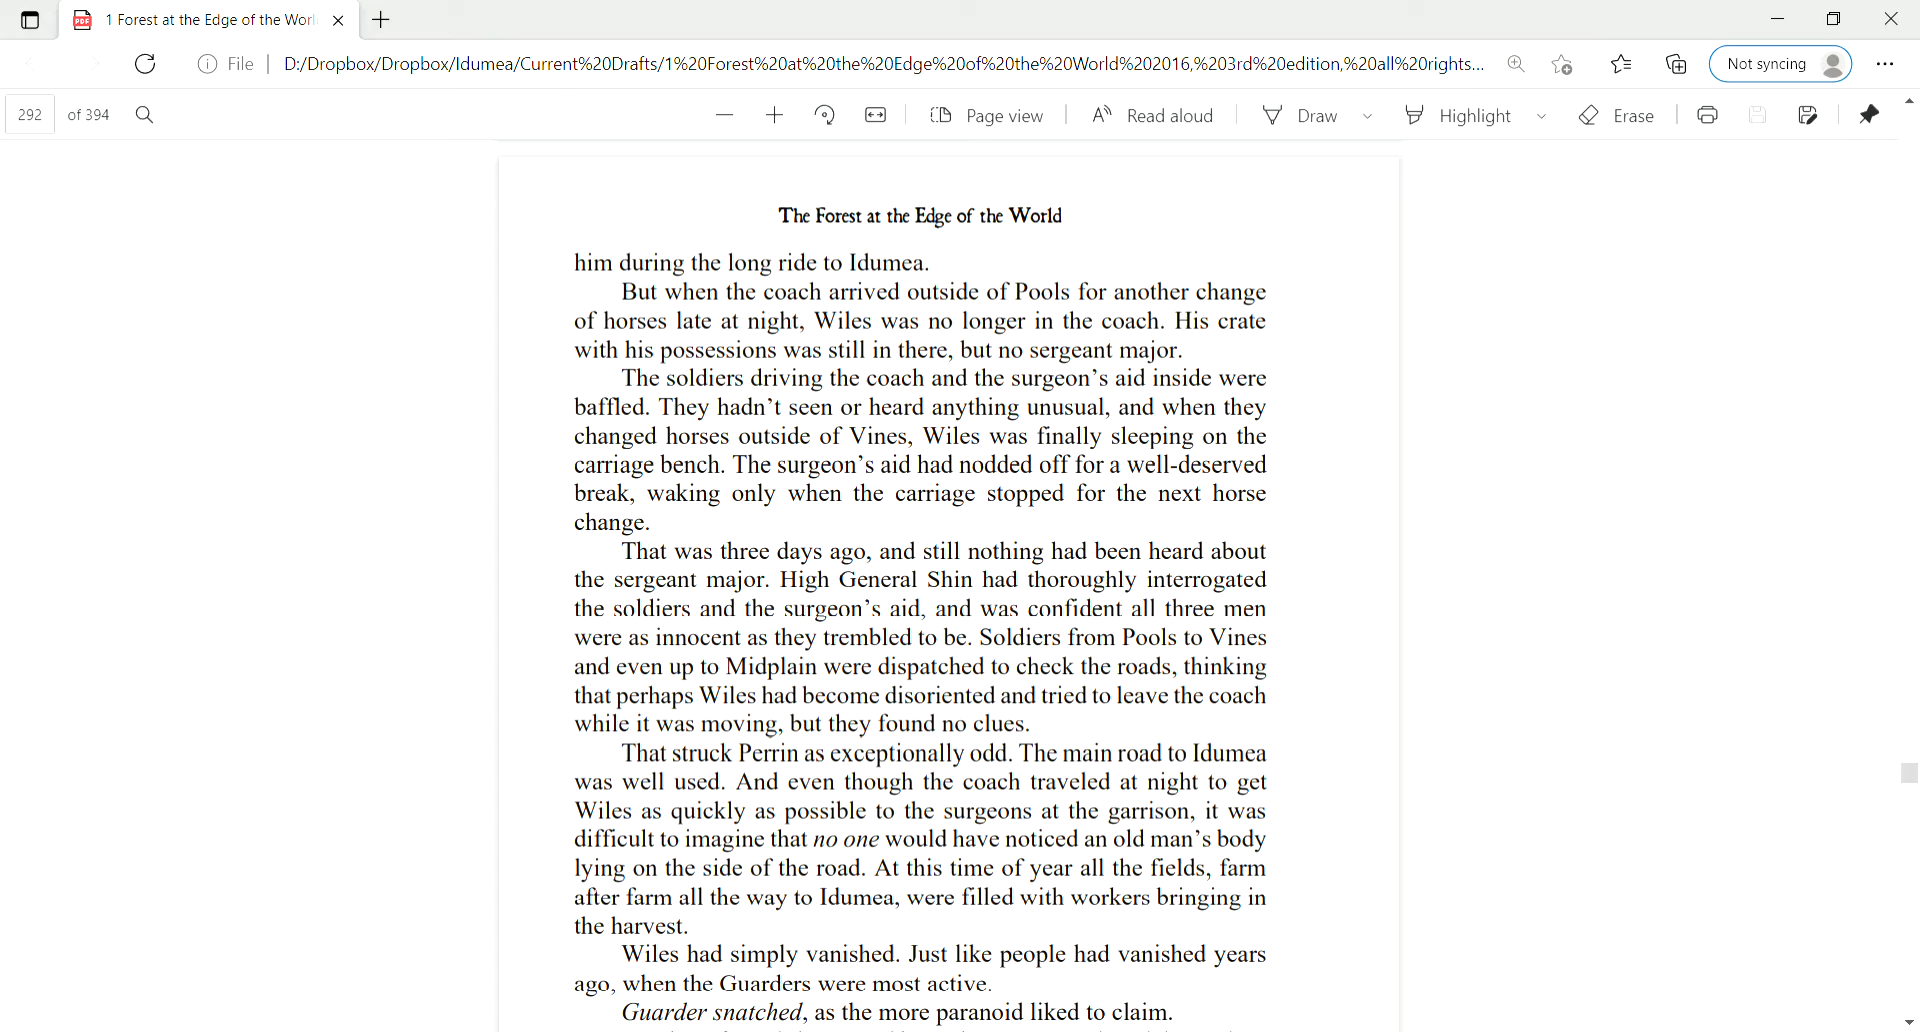 1 Forest at the Edge of the Worl
File
D:/Dropbox/Dropbox/Idumea/Current%20Drafts/1%20Forest%20at%20the%20Edge%20of%20the%20World%202016,%203rd%20edition,%20all%20rights...
Not syncing
292 of 394
Page view
Read aloud
Draw
Highlight
Erase
The Forest at the Edge of the World
him during the long ride to Idumea.
But when the coach arrived outside of Pools for another change
of horses late at night, Wiles was no longer in the coach. His crate
with his possessions was still in there, but no sergeant major.
The soldiers driving the coach and the surgeon’s aid inside were
baffled. They hadn’t seen or heard anything unusual, and when they
changed horses outside of Vines, Wiles was finally sleeping on the
carriage bench. The surgeon’s aid had nodded off for a well-deserved
break, waking only when the carriage stopped for the next horse
change.
That was three days ago, and still nothing had been heard about
the sergeant major. High General Shin had thoroughly interrogated
the soldiers and the surgeon’s aid, and was confident all three men
were as innocent as they trembled to be. Soldiers from Pools to Vines
and even up to Midplain were dispatched to check the roads, thinking
that perhaps Wiles had become disoriented and tried to leave the coach
while it was moving, but they found no clues.
That struck Perrin as exceptionally odd. The main road to Idumea
was well used. And even though the coach traveled at night to get
Wiles as quickly as possible to the surgeons at the garrison, it was
difficult to imagine that no one would have noticed an old man’s body
lying on the side of the road. At this time of year all the fields, farm
after farm all the way to Idumea, were filled with workers bringing in
the harvest.
Wiles had simply vanished. Just like people had vanished years
ago, when the Guarders were most active.
Guarder snatched, as the more paranoid liked to claim.